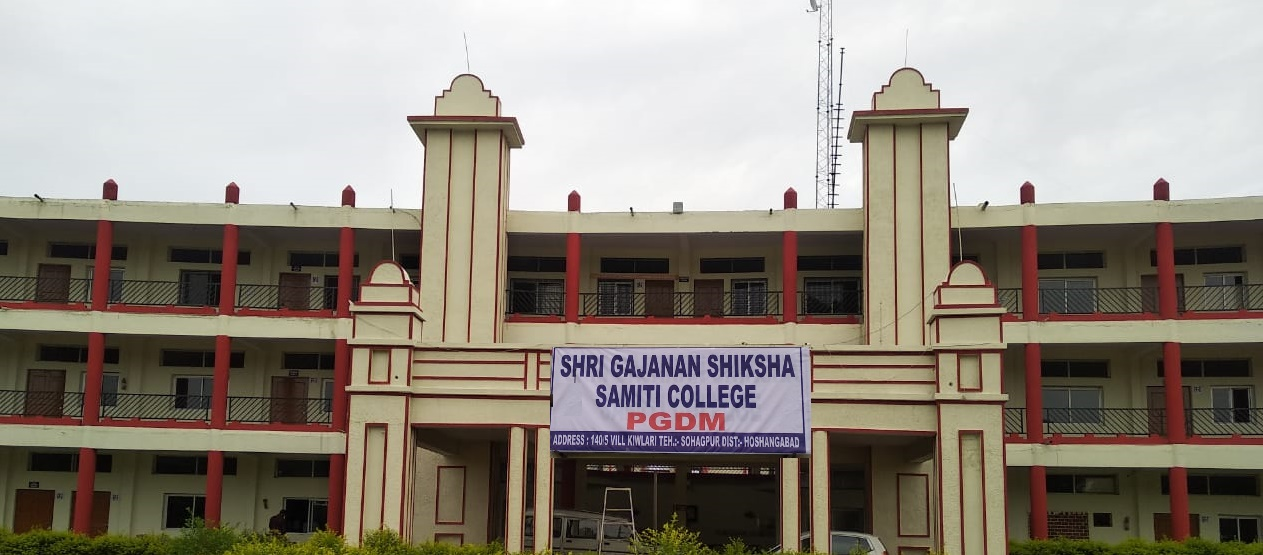 SHRI GAJANAN SHIKSHA
SAMITI COLLEGE
PGDM
ADDRESS : 140/5 VILL KIWLARI TEH.:- SOHAGPUR DIST:- HOSHANGABAD